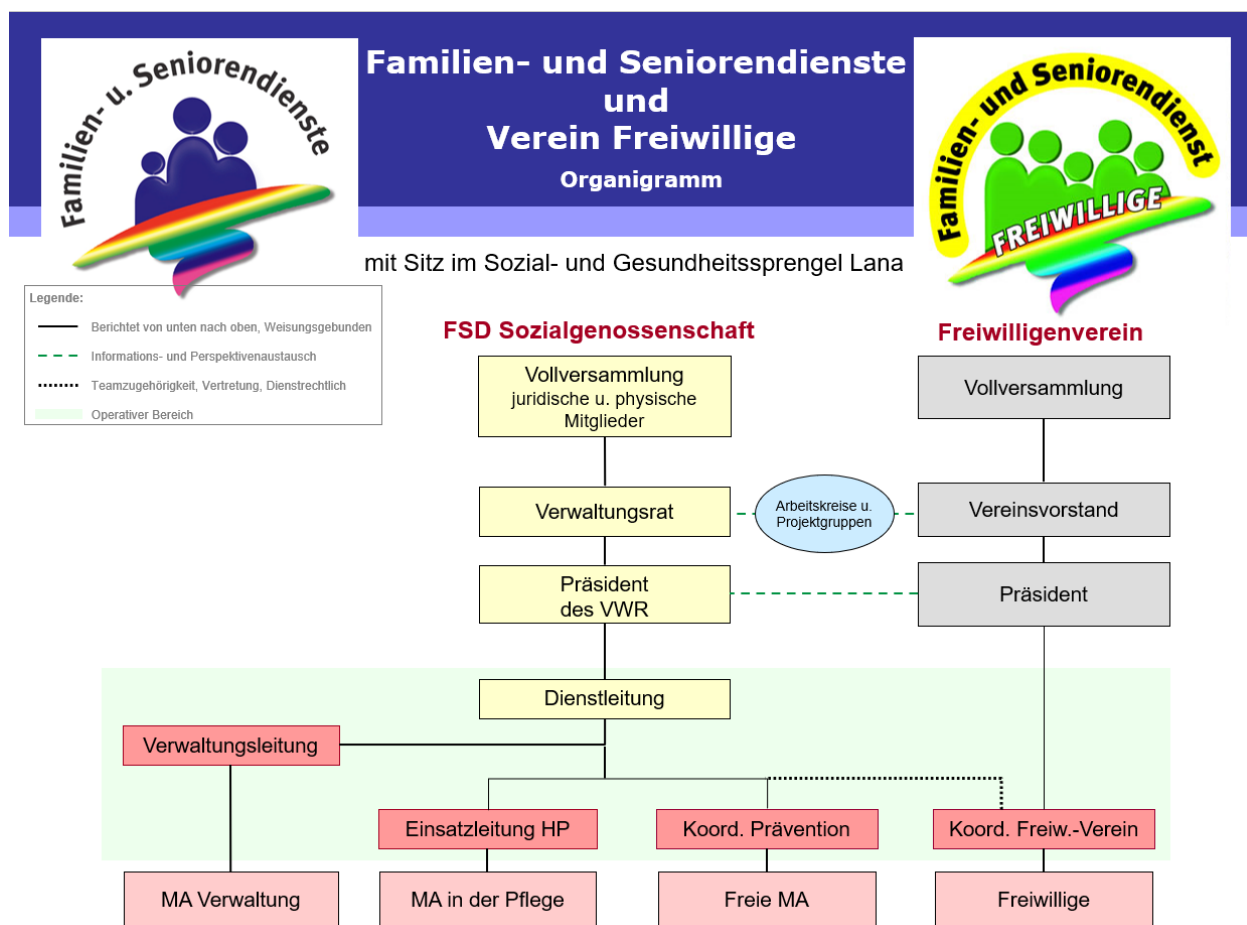 Familien- u. Seniorendienste
Familien- und Seniorendienste
und
Verein Freiwillige
Organigramm
Familien- und Seniorendienst
FREIWILLIGE
mit Sitz im Sozial- und Gesundheitssprengel Lana
Legende:
Berichtet von unten nach oben, Weisungsgebunden
Informations- und Perspektivenaustausch
Teamzugehörigkeit, Vertretung, Dienstrechtlich
Operativer Bereich
FSD Sozialgenossenschaft
Freiwilligenverein
Vollversammlung
juridische u. physische
Mitglieder
Vollversammlung
Verwaltungsrat
Arbeitskreise u.
Projektgruppen
Vereinsvorstand
Präsident
des VWR
Präsident
Dienstleitung
Verwaltungsleitung
Einsatzleitung HP
Koord. Prävention
Koord. Freiw.-Verein
MA Verwaltung
MA in der Pflege
Freie MA
Freiwillige